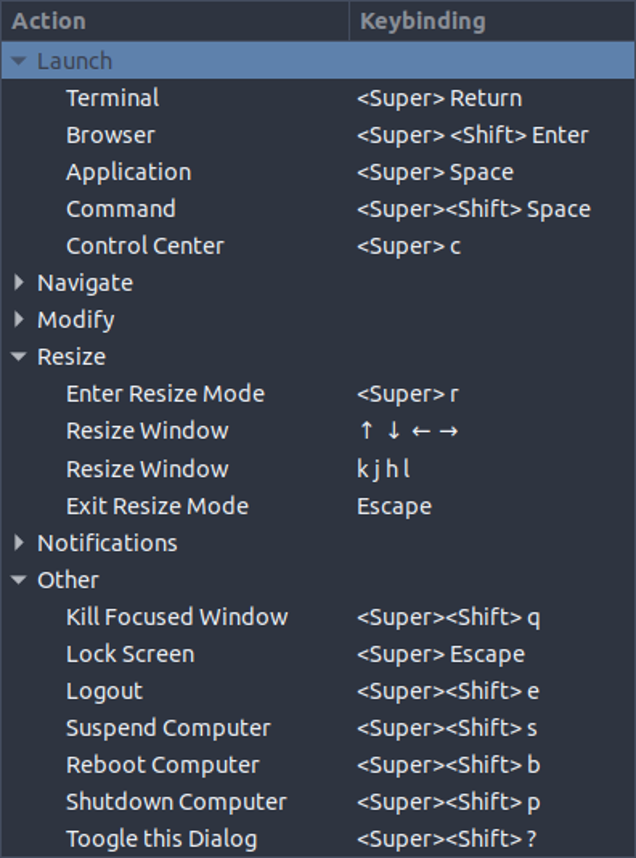 Action Keybinding
Launch
Terminal <Super> Return
Browser <Super> <Shift> Enter
Application <Super> Space
Command <Super><Shift> Space
Control Center <Super> c
Navigate
Modify
Resize
Enter Resize Mode <Super> r
Resize Window ↑ ↓ ← →
Resize Window k j h l
Exit Resize Mode Escape
Notifications
Other
Kill Focused Window <Super><Shift> q
Lock Screen <Super> Escape
Logout <Super><Shift> e
Suspend Computer <Super><Shift> s
Reboot Computer <Super><Shift> b
Shutdown Computer <Super><Shift> p
Toogle this Dialog <Super><Shift> ?